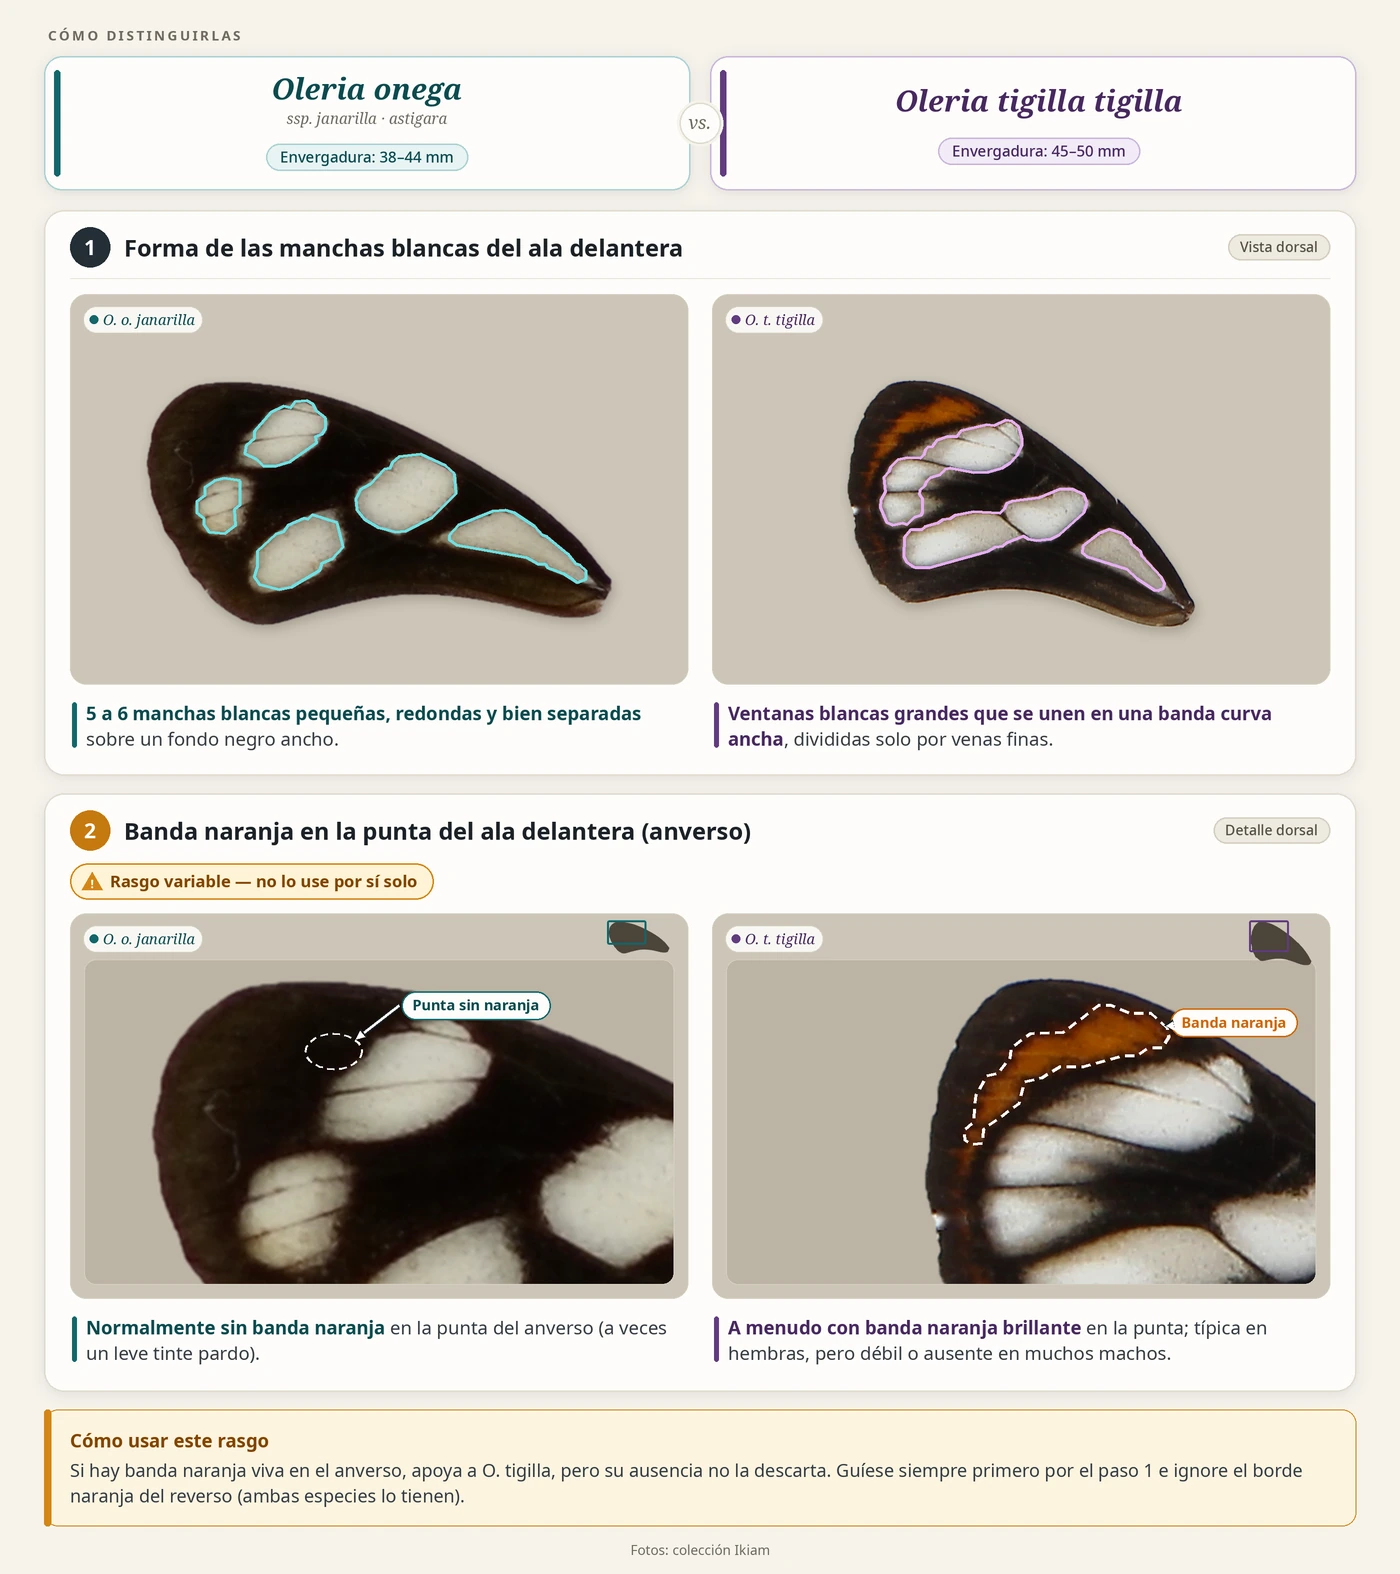 CÓMO DISTINGUIRLAS
Oleria onega
ssp. janarilla · astigara
Envergadura: 38–44 mm
vs.
Oleria tigilla tigilla
Envergadura: 45–50 mm
1 Forma de las manchas blancas del ala delantera
Vista dorsal
O. o. janarilla
O. t. tigilla
5 a 6 manchas blancas pequeñas, redondas y bien separadas
sobre un fondo negro ancho.
Ventanas blancas grandes que se unen en una banda curva
ancha, divididas solo por venas finas.
2 Banda naranja en la punta del ala delantera (anverso)
Detalle dorsal
Rasgo variable — no lo use por sí solo
O. o. janarilla
Punta sin naranja
O. t. tigilla
Banda naranja
Normalmente sin banda naranja en la punta del anverso (a veces
un leve tinte pardo).
A menudo con banda naranja brillante en la punta; típica en
hembras, pero débil o ausente en muchos machos.
Cómo usar este rasgo
Si hay banda naranja viva en el anverso, apoya a O. tigilla, pero su ausencia no la descarta. Guíese siempre primero por el paso 1 e ignore el borde
naranja del reverso (ambas especies lo tienen).
Fotos: colección Ikiam